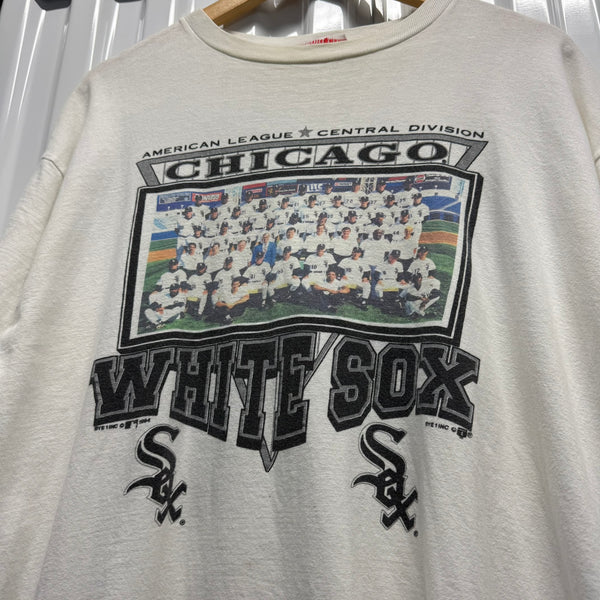 AMERICAN LEAGUE ★ CENTRAL DIVISION
CHICAGO®
WHITE SOX
Sox®
Sox®